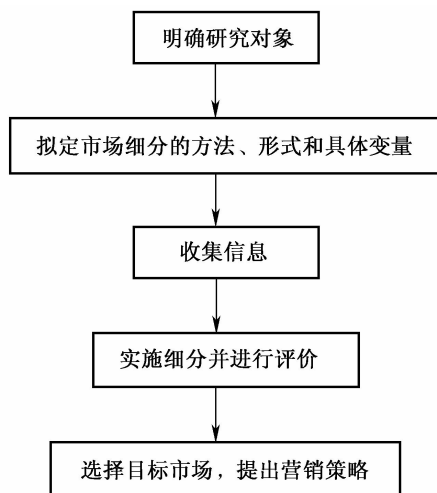 明确研究对象
拟定市场细分的方法、形式和具体变量
收集信息
实施细分并进行评价
选择目标市场，提出营销策略